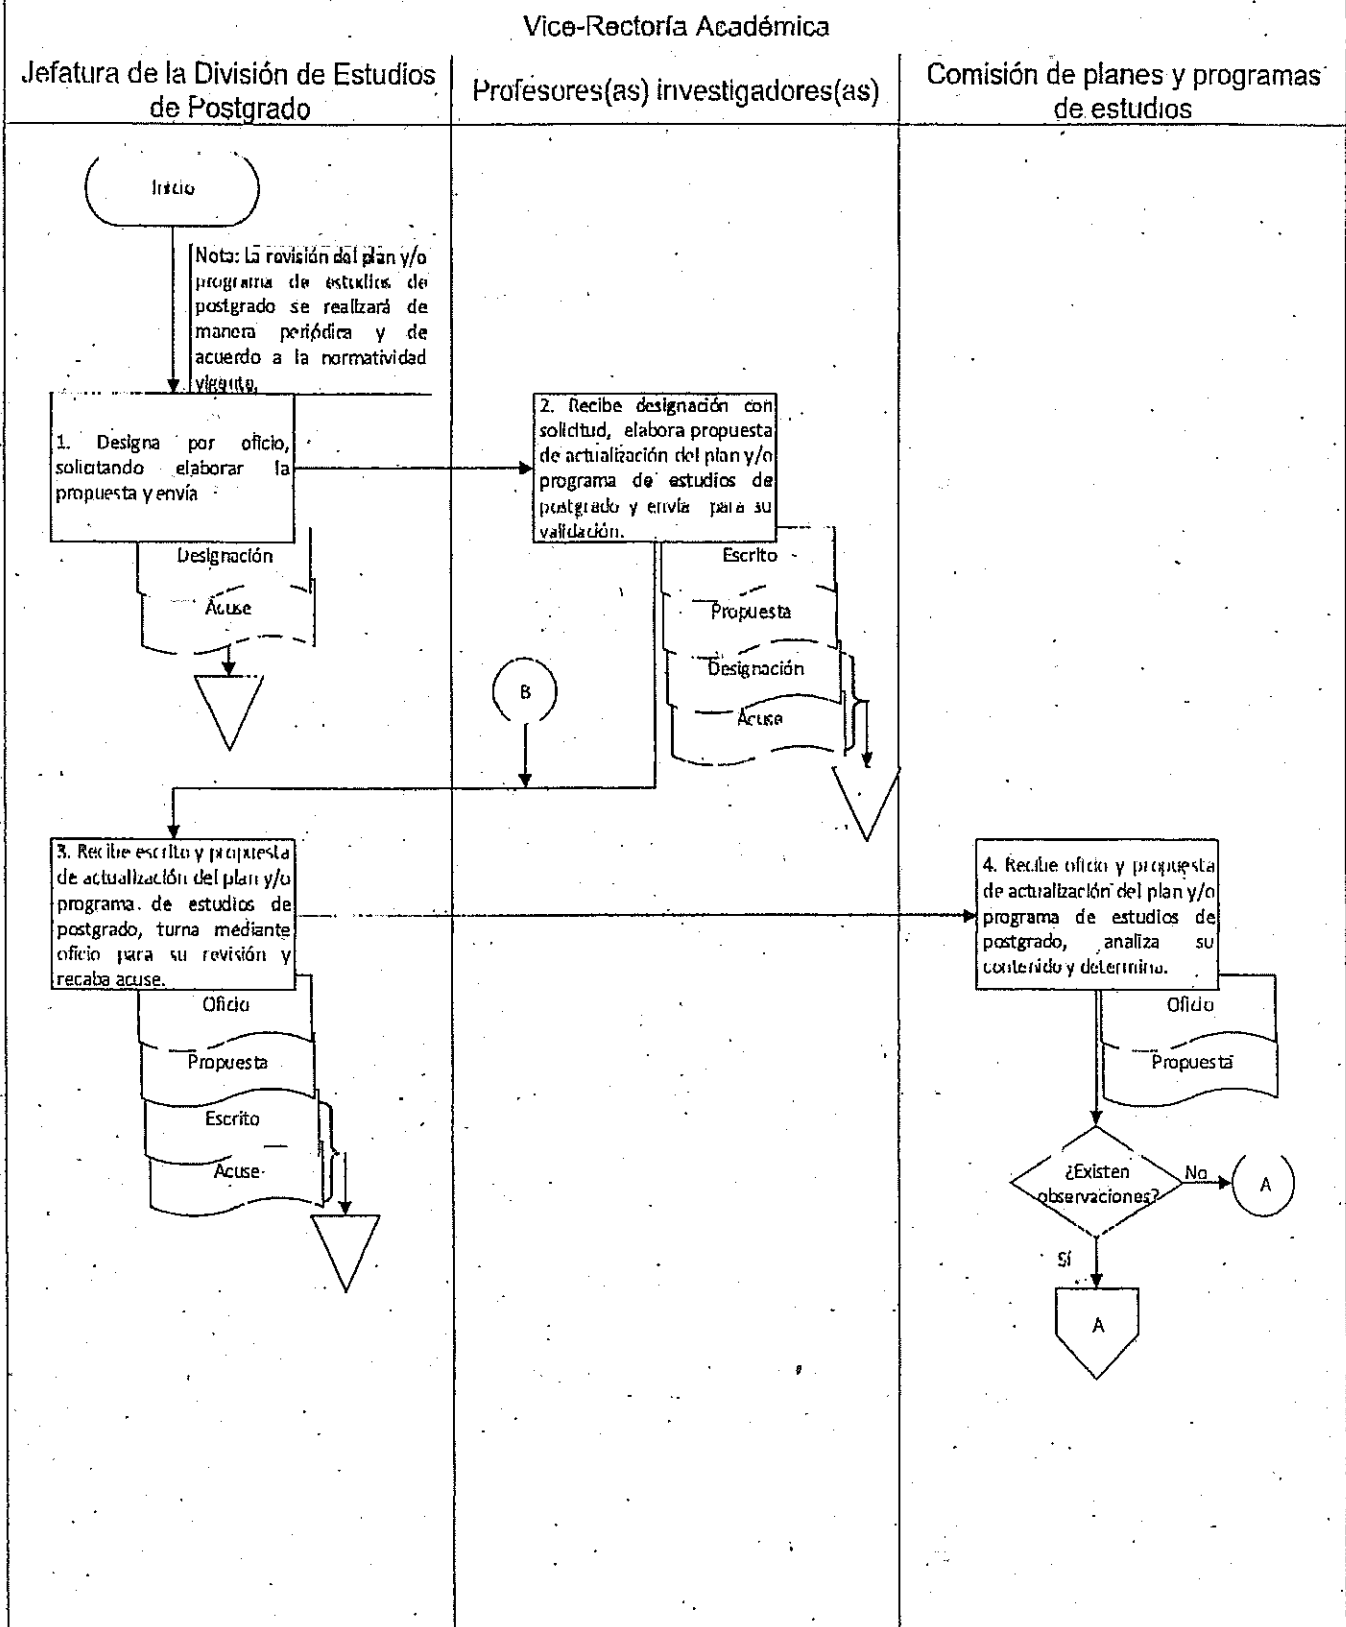 Vice-Rectoría Académica
Jefatura de la División de Estudios
de Postgrado
Profesores(as) investigadores(as)
Comisión de planes y programas
de estudios
Inicio
Nota: La revisión del plan y/o
programa de estudios de
postgrado se realizará de
manera periódica y de
acuerdo a la normatividad
vigente.
1. Designa por oficio,
solicitando elaborar la
propuesta y envía
Designación
Acuse
2. Recibe designación con
solicitud, elabora propuesta
de actualización del plan y/o
programa de estudios de
postgrado y envía para su
validación.
Escrito
Propuesta
Designación
Acuse
B
3. Recibe escrito y propuesta
de actualización del plan y/o
programa de estudios de
postgrado, turna mediante
oficio para su revisión y
recaba acuse.
Oficio
Propuesta
Escrito
Acuse
4. Recibe oficio y propuesta
de actualización del plan y/o
programa de estudios de
postgrado, analiza su
contenido y determina.
Oficio
Propuesta
¿Existen
observaciones?
No
A
Sí
A